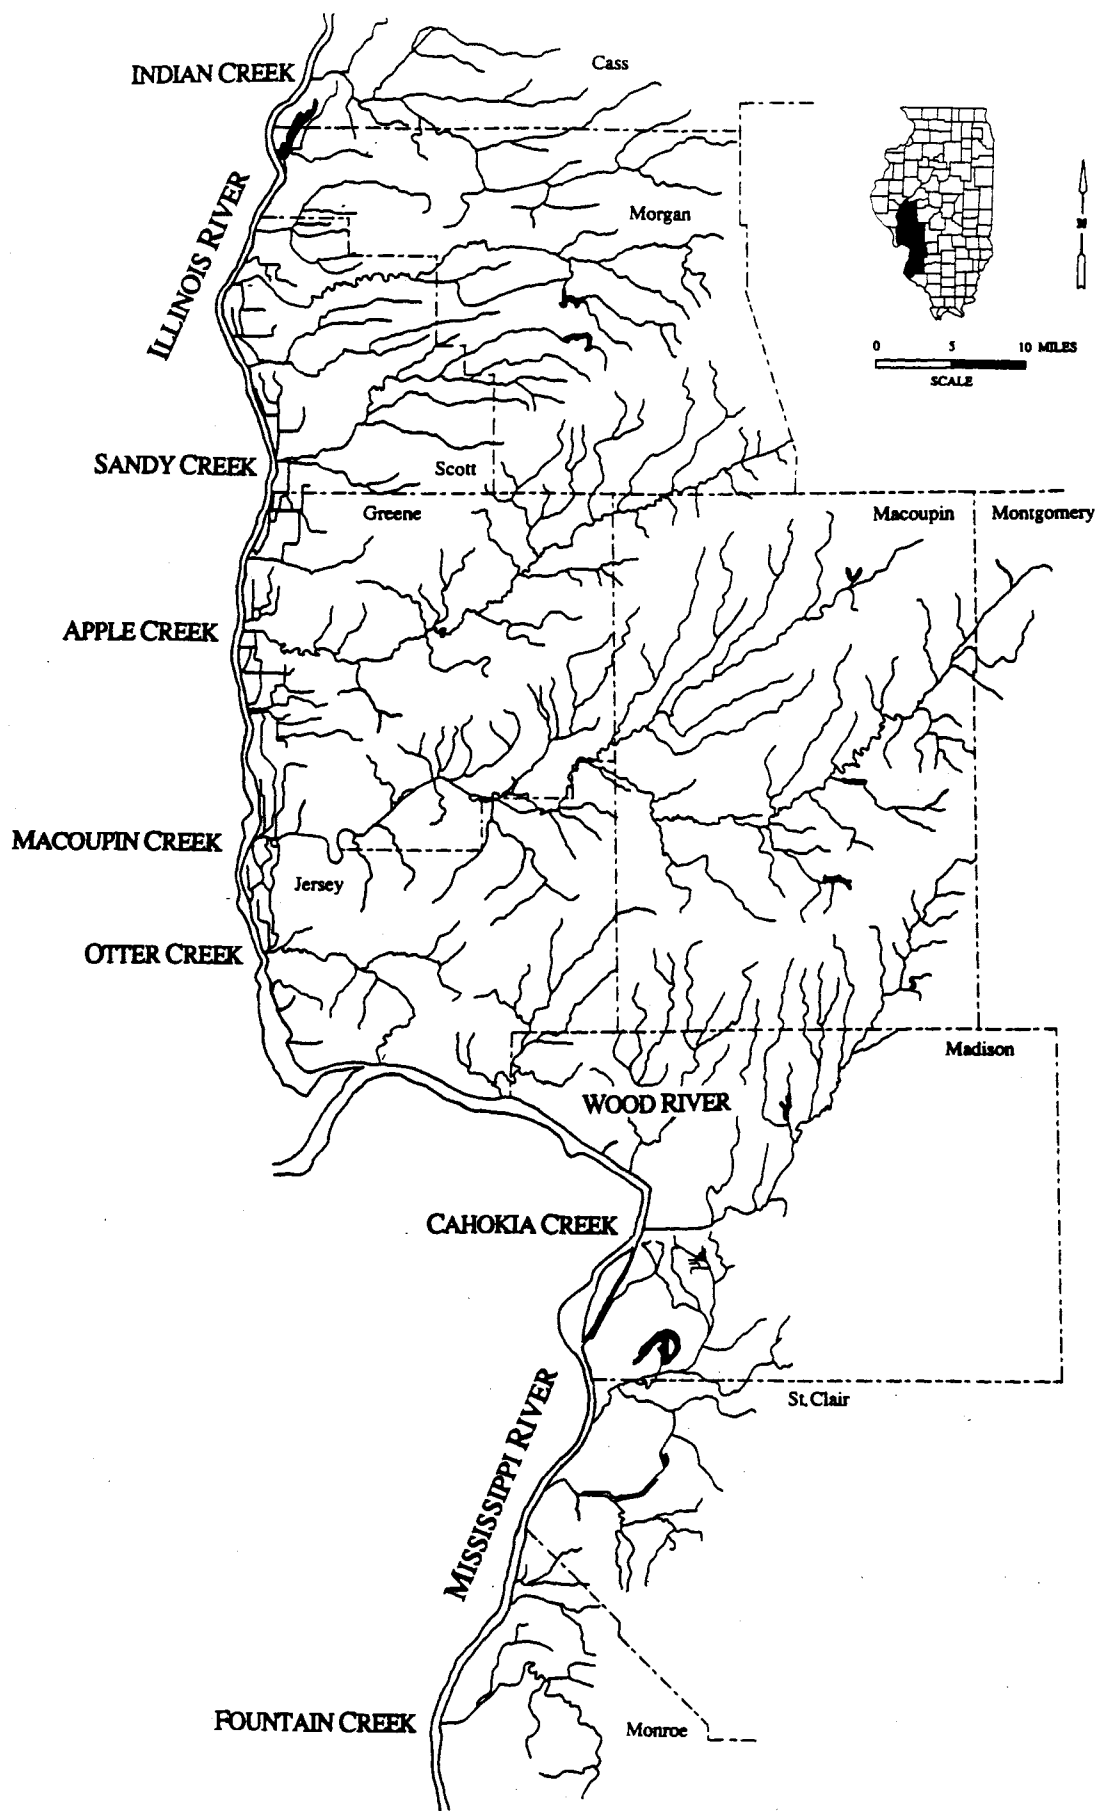 INDIAN CREEK
Cass
ILLINOIS RIVER
Morgan
N
0 5 10 MILES
SCALE
SANDY CREEK
Scott
Greene
Macoupin
Montgomery
APPLE CREEK
MACOUPIN CREEK
Jersey
OTTER CREEK
Madison
WOOD RIVER
CAHOKIA CREEK
St. Clair
MISSISSIPPI RIVER
FOUNTAIN CREEK
Monroe